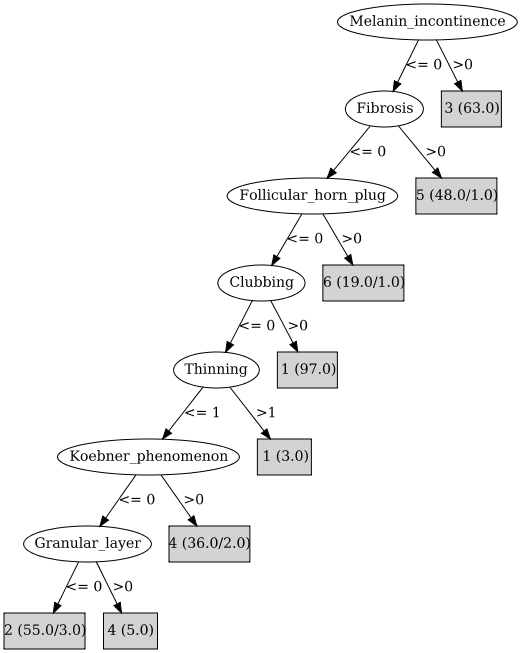 Melanin_incontinence
<= 0 >0
Fibrosis 3 (63.0)
<= 0 >0
Follicular_horn_plug 5 (48.0/1.0)
<= 0 >0
Clubbing 6 (19.0/1.0)
<= 0 >0
Thinning 1 (97.0)
<= 1 >1
Koebner_phenomenon 1 (3.0)
<= 0 >0
Granular_layer 4 (36.0/2.0)
<= 0 >0
2 (55.0/3.0) 4 (5.0)